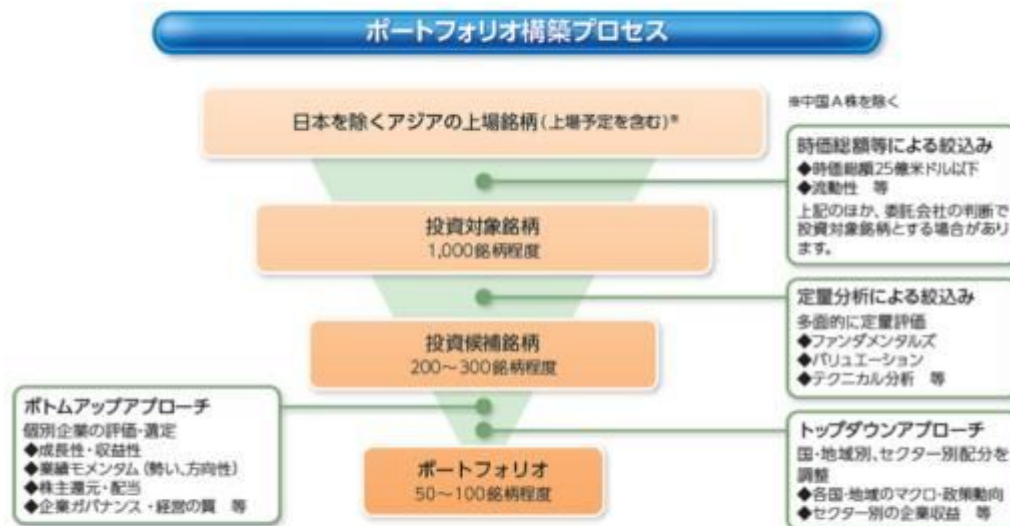 ポートフォリオ構築プロセス
日本を除くアジアの上場銘柄(上場予定を含む)※
※中国A株を除く
時価総額等による絞込み
◆時価総額25億米ドル以下
◆流動性 等
上記のほか、委託会社の判断で
投資対象銘柄とする場合があり
ます。
投資対象銘柄
1,000銘柄程度
定量分析による絞込み
多面的に定量評価
◆ファンダメンタルズ
◆バリュエーション
◆テクニカル分析 等
投資候補銘柄
200〜300銘柄程度
ボトムアップアプローチ
個別企業の評価・選定
◆成長性・収益性
◆業績モメンタム(勢い、方向性)
◆株主還元・配当
◆企業ガバナンス・経営の質 等
トップダウンアプローチ
国・地域別、セクター別配分を
調整
◆各国・地域のマクロ・政策動向
◆セクター別の企業収益 等
ポートフォリオ
50〜100銘柄程度